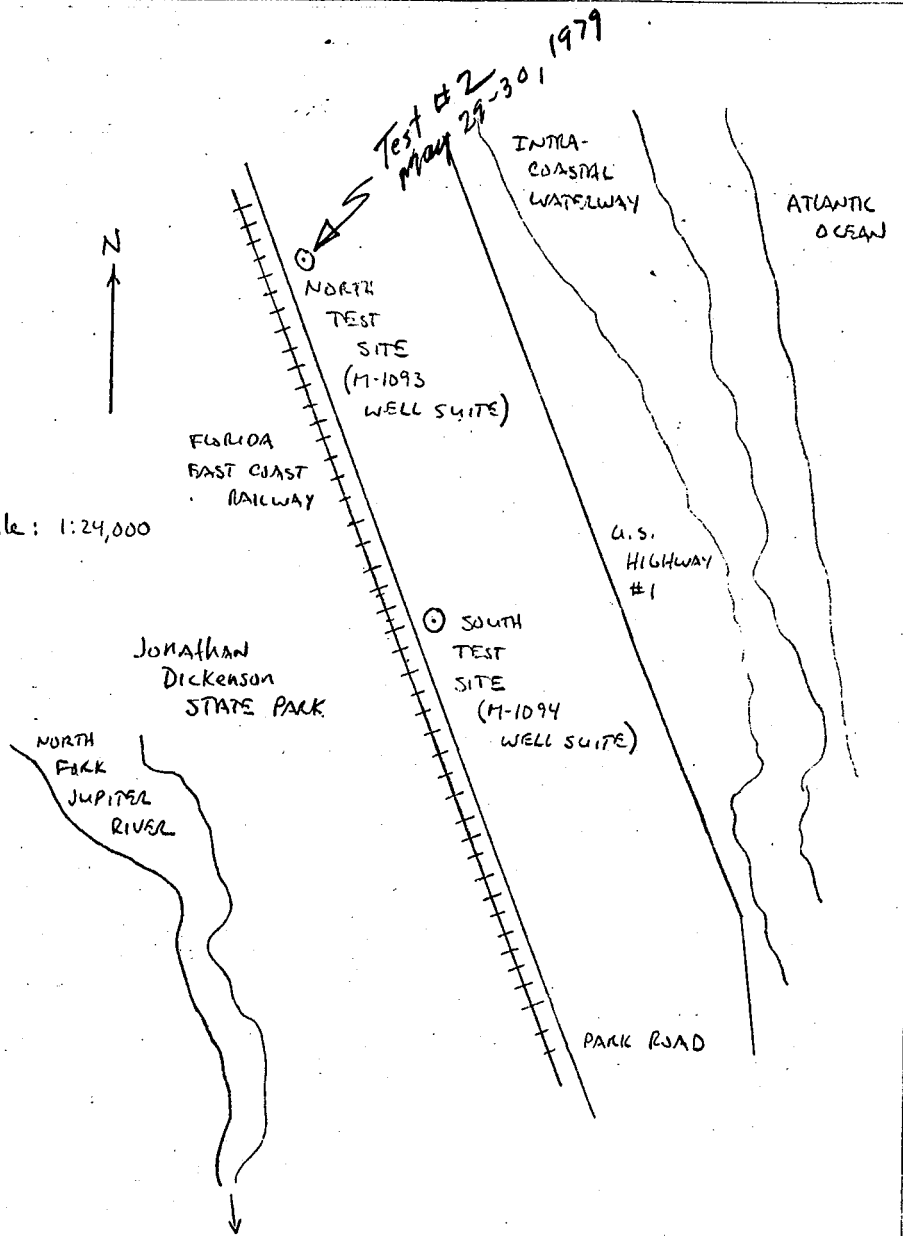 Test #2
May 29-30, 1979
INTRA-
COASTAL
WATERWAY
ATLANTIC
OCEAN
N
NORTH
TEST
SITE
(M-1093
WELL SUITE)
FLORIDA
EAST COAST
RAILWAY
le: 1:24,000
U.S.
HIGHWAY
#1
SOUTH
TEST
SITE
(M-1094
WELL SUITE)
JONAThAN
DICKENSON
STATE PARK
NORTH
FORK
JUPITER
RIVER
PARK ROAD